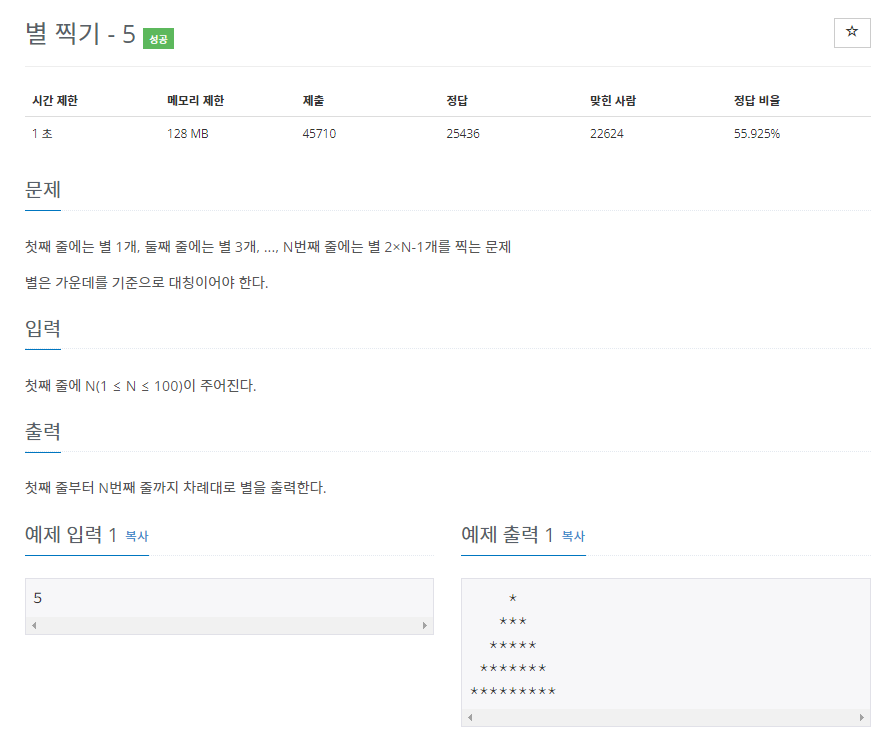 별 찍기 - 5 성공
☆
시간 제한 메모리 제한 제출 정답 맞힌 사람 정답 비율
1 초 128 MB 45710 25436 22624 55.925%
문제
첫째 줄에는 별 1개, 둘째 줄에는 별 3개, ..., N번째 줄에는 별 2×N-1개를 찍는 문제
별은 가운데를 기준으로 대칭이어야 한다.
입력
첫째 줄에 N(1 ≤ N ≤ 100)이 주어진다.
출력
첫째 줄부터 N번째 줄까지 차례대로 별을 출력한다.
예제 입력 1 복사
5
예제 출력 1 복사
    *
   ***
  *****
 *******
*********